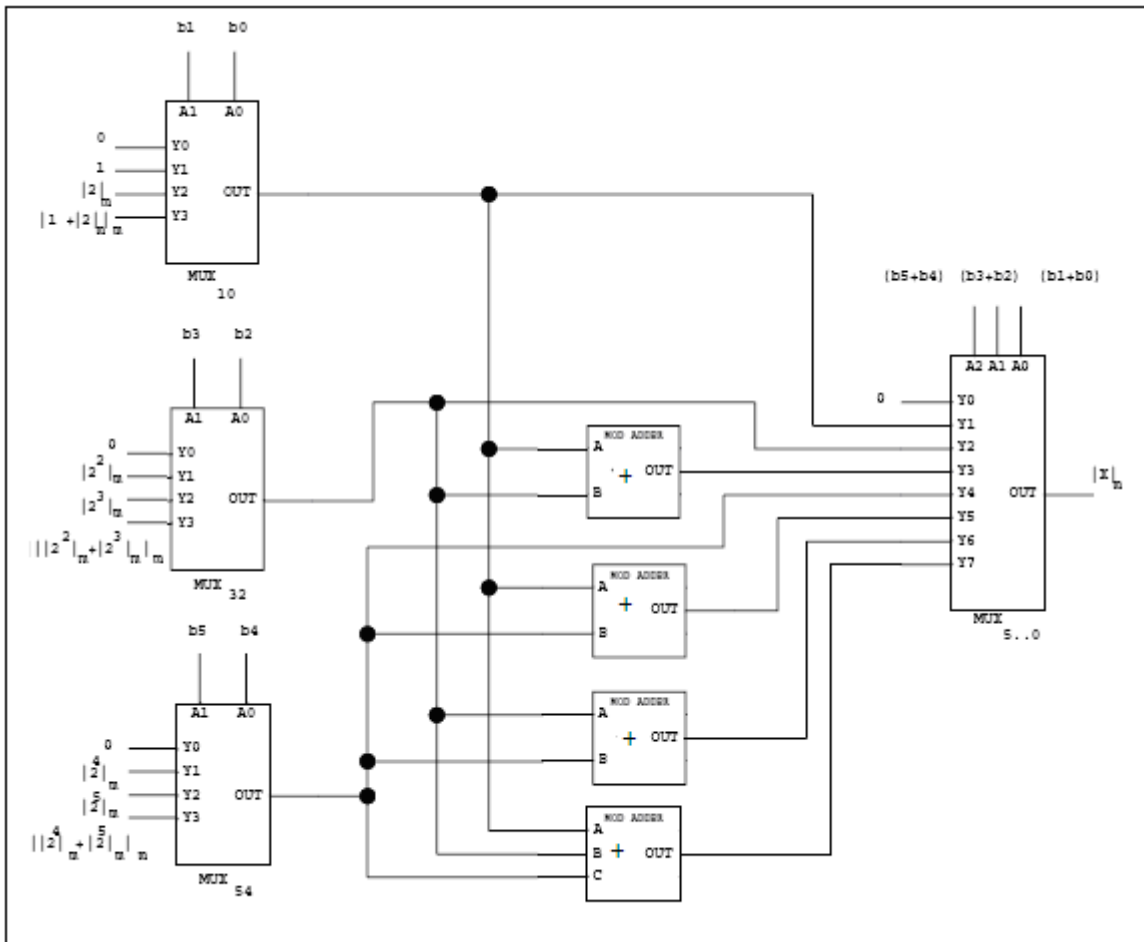 b1 b0
A1 A0
0 Y0
1 Y1
|2|m Y2 OUT
|1 +|2|m|m Y3
MUX 10
b3 b2
A1 A0
0 Y0
|2^2|m Y1
|2^3|m Y2 OUT
Y3
|||2^2|m+|2^3|m|m
MUX 32
b5 b4
A1 A0
0 Y0
|2^4|m Y1
|2^5|m Y2 OUT
Y3
||2^4|m+|2^5|m|m
MUX 54
MOD ADDER
A
+ OUT
B
MOD ADDER
A
+ OUT
B
MOD ADDER
A
+ OUT
B
MOD ADDER
A
B + OUT
C
(b5+b4) (b3+b2) (b1+b0)
A2 A1 A0
0 Y0
Y1
Y2
Y3
Y4 OUT |X|m
Y5
Y6
Y7
MUX 5..0